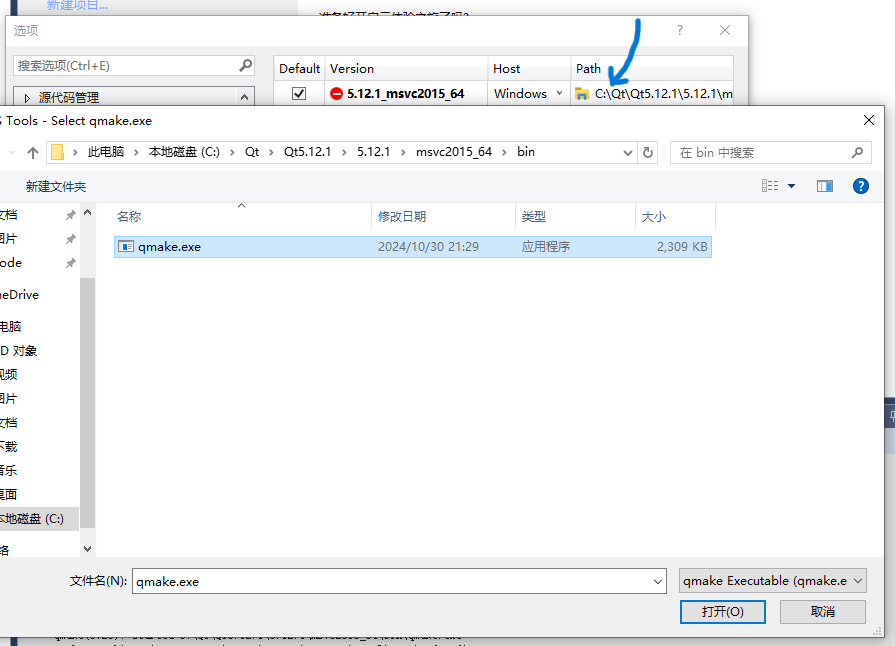 新建项目...
选项
?
搜索选项(Ctrl+E)
源代码管理
Default Version Host Path
5.12.1_msvc2015_64 Windows C:\Qt\Qt5.12.1\5.12.1\m
Tools - Select qmake.exe
此电脑 本地磁盘 (C:) Qt Qt5.12.1 5.12.1 msvc2015_64 bin
在 bin 中搜索
新建文件夹
?
名称 修改日期 类型 大小
qmake.exe 2024/10/30 21:29 应用程序 2,309 KB
文档
图片
ode
eDrive
电脑
D 对象
视频
图片
文档
下载
音乐
桌面
本地磁盘 (C:)
络
文件名(N): qmake.exe
qmake Executable (qmake.e
打开(O) 取消